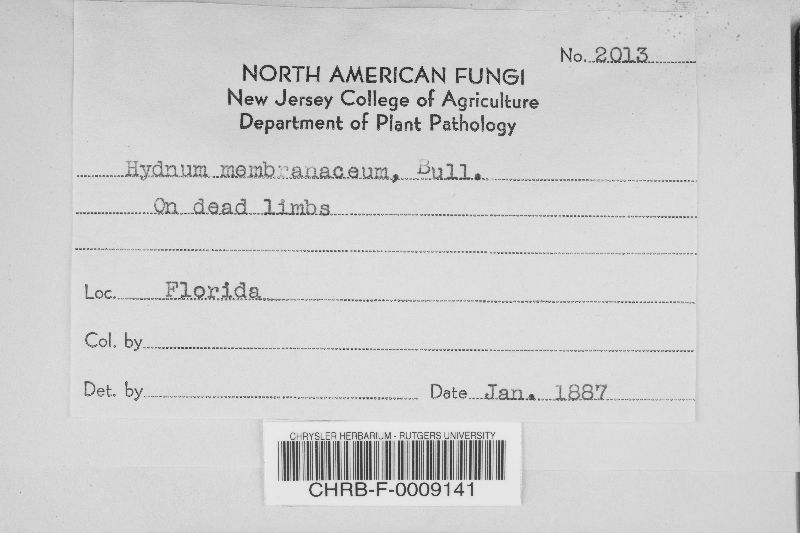 No. 2013
NORTH AMERICAN FUNGI
New Jersey College of Agriculture
Department of Plant Pathology
Hydnum membranaceum, Bull.
On dead limbs
Loc. Florida
Col. by
Det. by Date Jan. 1887
CHRYSLER HERBARIUM - RUTGERS UNIVERSITY
CHRB-F-0009141